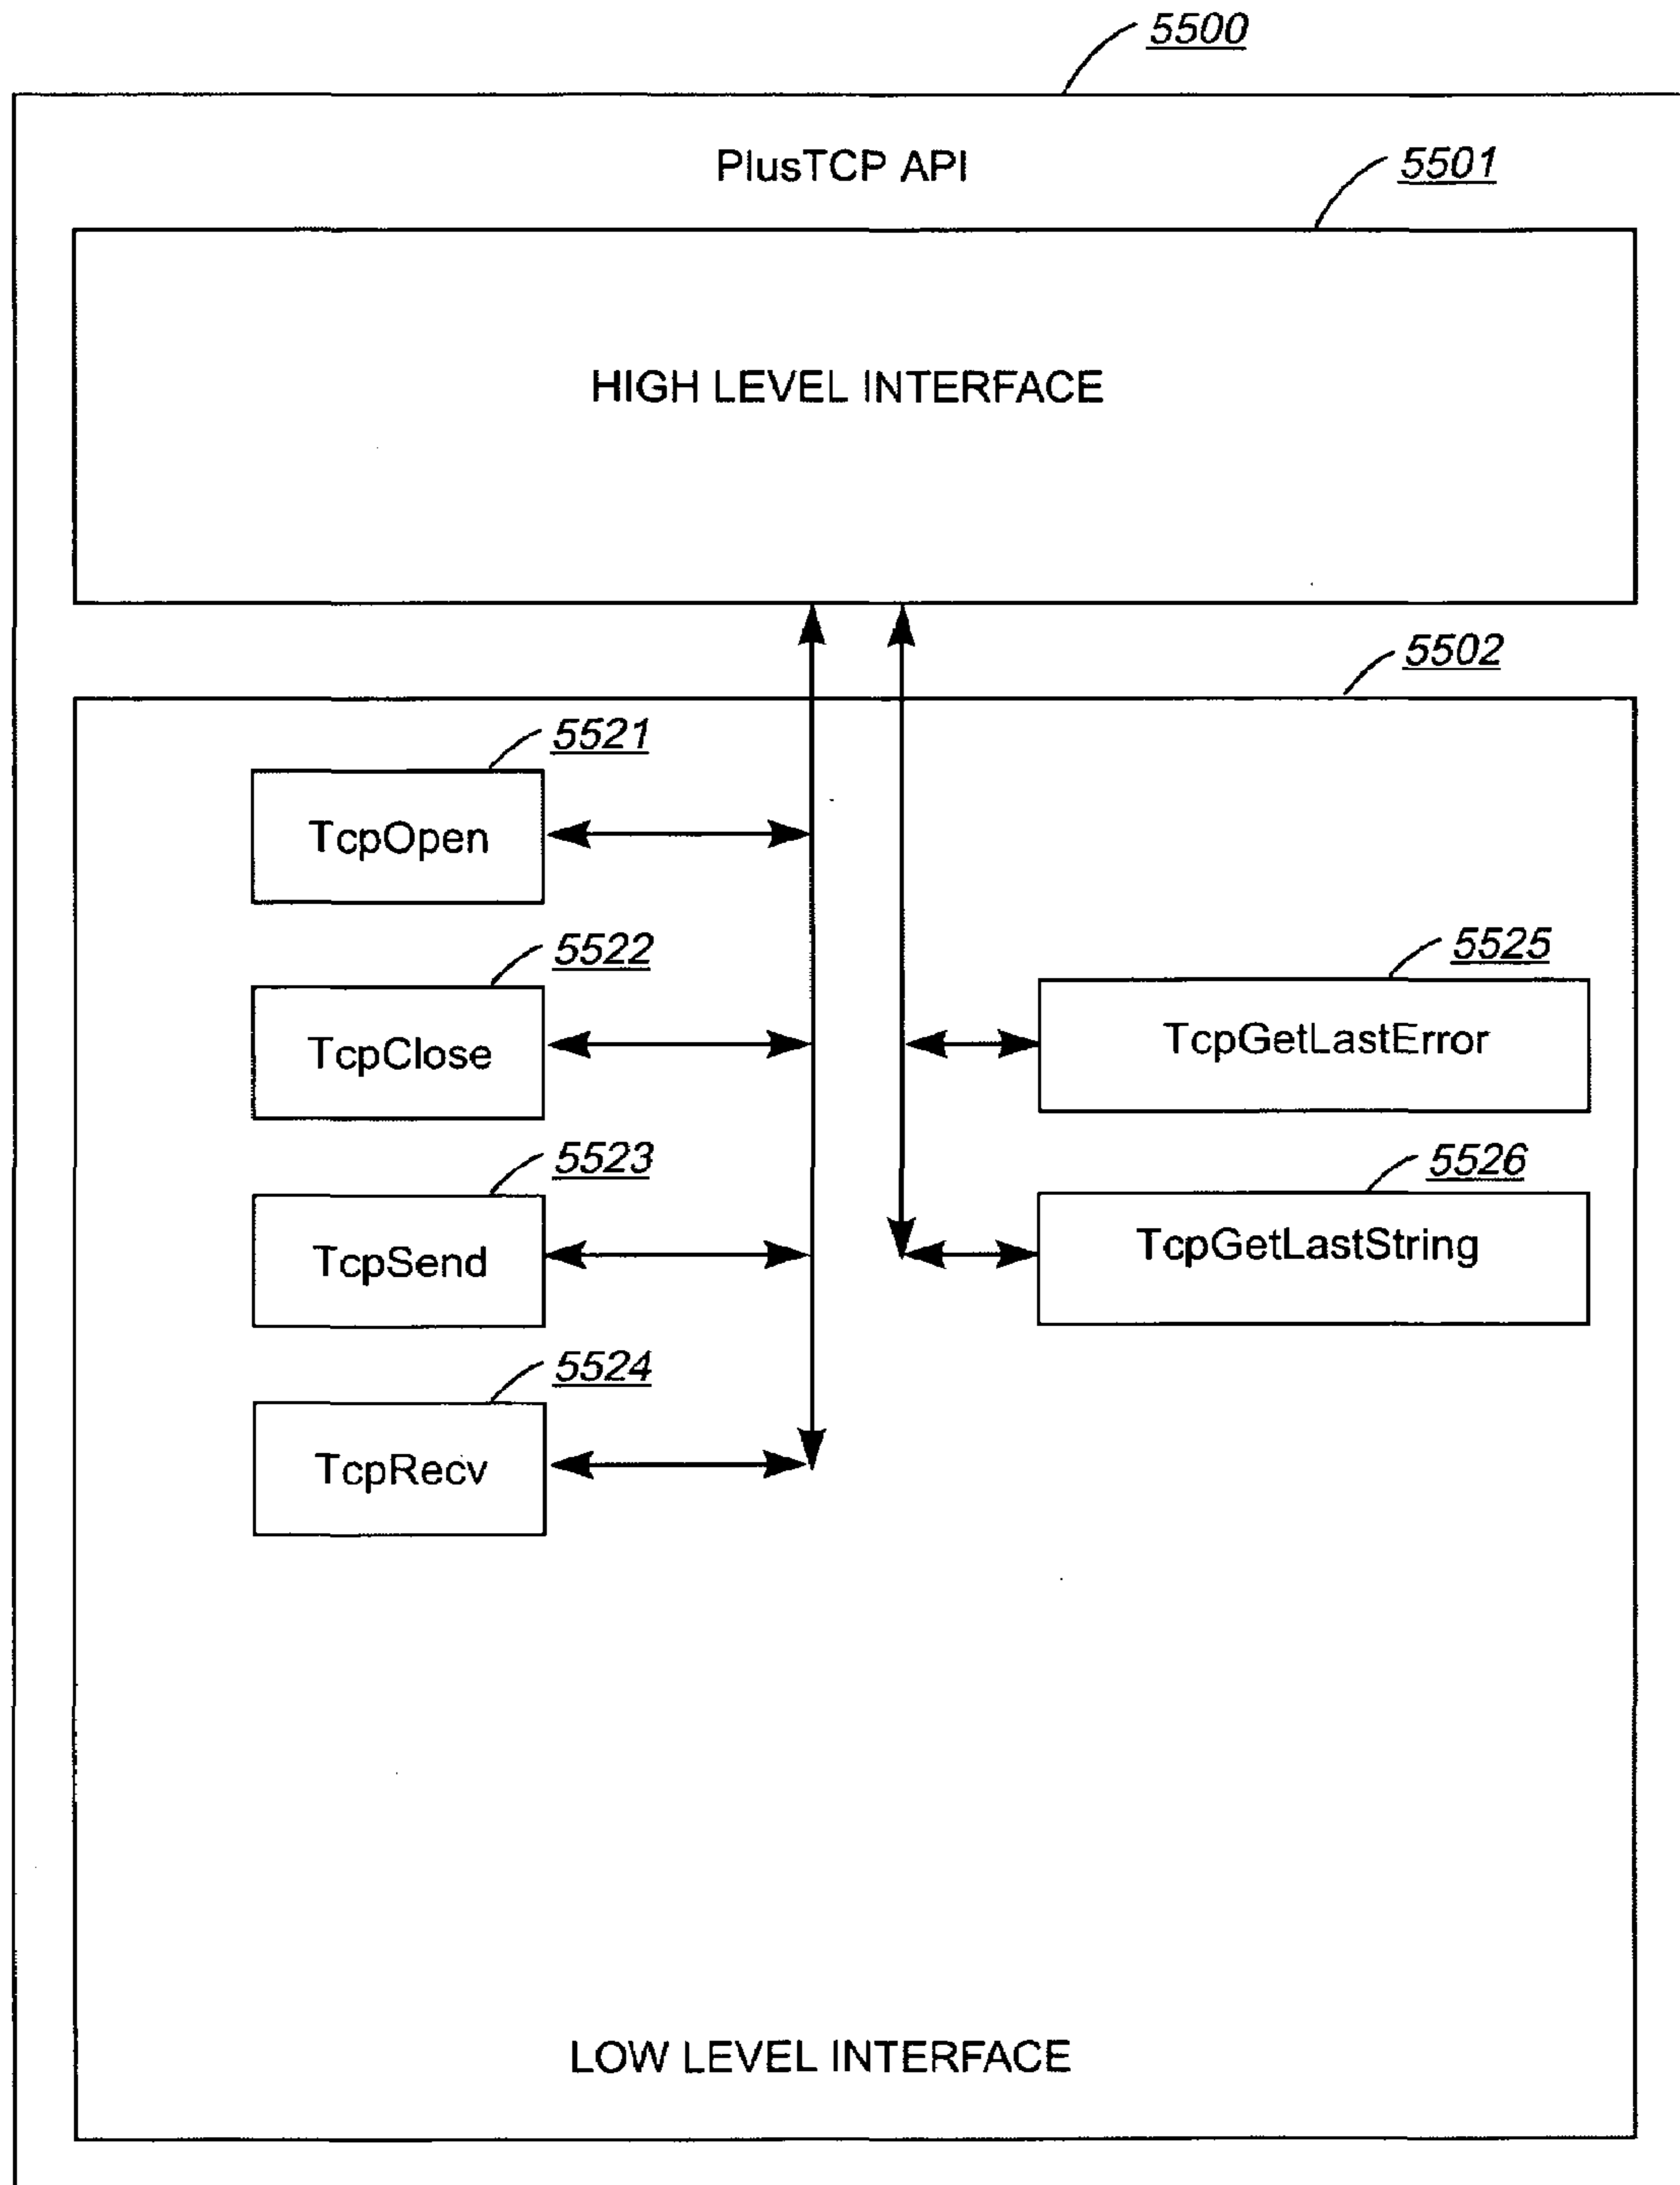 5500
PlusTCP API
5501
HIGH LEVEL INTERFACE
5502
5521
TcpOpen
5522
TcpClose
5525
TcpGetLastError
5523
TcpSend
5526
TcpGetLastString
5524
TcpRecv
LOW LEVEL INTERFACE